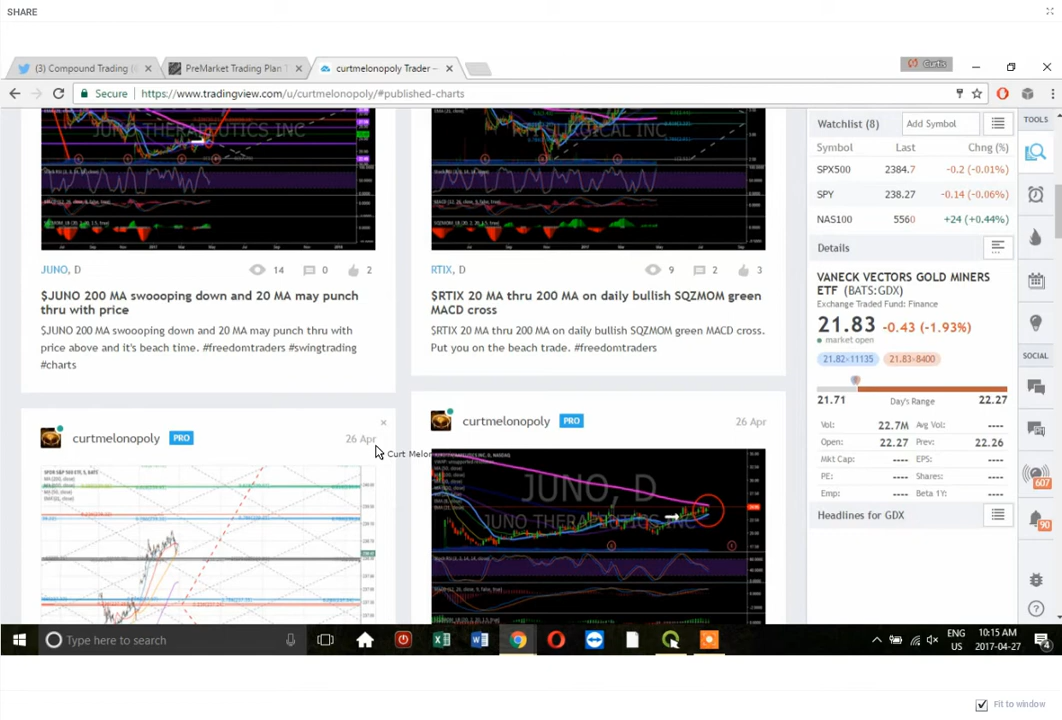 SHARE
(3) Compound Trading (
PreMarket Trading Plan T
curtmelonopoly Trader –
Curtis
Secure
https://www.tradingview.com/u/curtmelonopoly/#published-charts
JUNO THERAPEUTICS INC
JUNO, D
14
0
2
$JUNO 200 MA swoooping down and 20 MA may punch
thru with price
$JUNO 200 MA swoooping down and 20 MA may punch thru with
price above and it's beach time. #freedomtraders #swingtrading
#charts
curtmelonopoly
PRO
26 Apr
Curt Melon
SURGICAL INC
RTIX, D
9
2
3
$RTIX 20 MA thru 200 MA on daily bullish SQZMOM green
MACD cross
$RTIX 20 MA thru 200 MA on daily bullish SQZMOM green MACD cross.
Put you on the beach trade. #freedomtraders
curtmelonopoly
PRO
26 Apr
JUNO, D
JUNO THERAPEUTICS INC
Watchlist (8)
Add Symbol
Symbol Last Chng (%)
SPX500 2384.7 -0.2 (-0.01%)
SPY 238.27 -0.14 (-0.06%)
NAS100 5560 +24 (+0.44%)
Details
VANECK VECTORS GOLD MINERS
ETF (BATS:GDX)
Exchange Traded Fund: Finance
21.83 -0.43 (-1.93%)
market open
21.82×11135 21.83×8400
21.71 Day's Range 22.27
Vol: 22.7M Avg Vol: ----
Open: 22.27 Prev: 22.26
Mkt Cap: ---- EPS: ----
PE: ---- Shares: ----
Emp: ---- Beta 1Y: ----
Headlines for GDX
TOOLS
SOCIAL
607
90
Type here to search
ENG
US
10:15 AM
2017-04-27
4
Fit to window